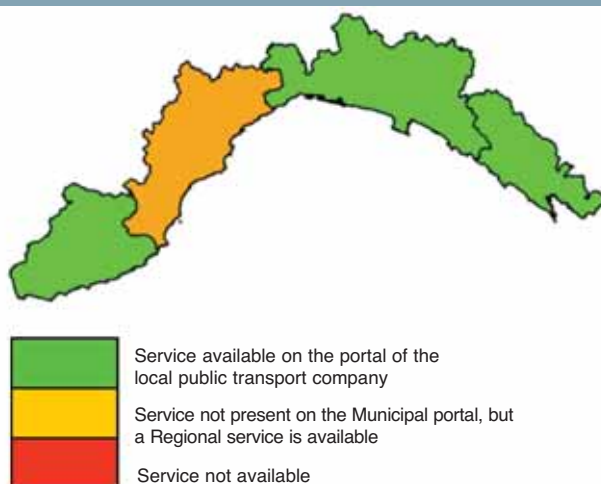 Service available on the portal of the
local public transport company
Service not present on the Municipal portal, but
a Regional service is available
Service not available